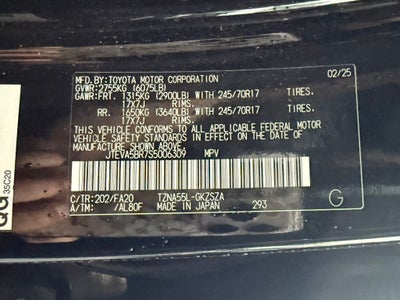 MFD.BY: TOYOTA MOTOR CORPORATION 02/25
GVWR:2755KG (6075LB)
GAWR:FRT. 1315KG (2900LB) WITH 245/70R17 TIRES.
17X7J RIMS.
RR. 1650KG (3640LB) WITH 245/70R17 TIRES.
17X7J RIMS.
THIS VEHICLE CONFORMS TO ALL APPLICABLE FEDERAL MOTOR
VEHICLE SAFETY STANDARDS IN EFFECT ON THE DATE OF
MANUFACTURE SHOWN ABOVE.
JTEVA5BR7S5006309 MPV
C/TR:202/FA20 TZNA55L-GKZSZA
A/TM: /AL80F MADE IN JAPAN 293
G
35C20